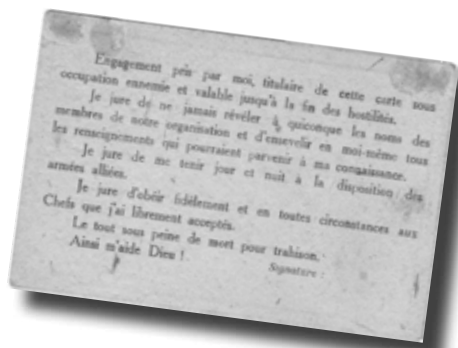 Engagement pris par moi, titulaire de cette carte sous
occupation ennemie et valable jusqu'à la fin des hostilités.
Je jure de ne jamais révéler à quiconque les noms des
membres de notre organisation et d'ensevelir en moi-même tous
les renseignements qui pourraient parvenir à ma connaissance.
Je jure de me tenir jour et nuit à la disposition des
armées alliées.
Je jure d'obéir fidèlement et en toutes circonstances aux
Chefs que j'ai librement acceptés.
Le tout sous peine de mort pour trahison.
Ainsi m'aide Dieu !
Signature :